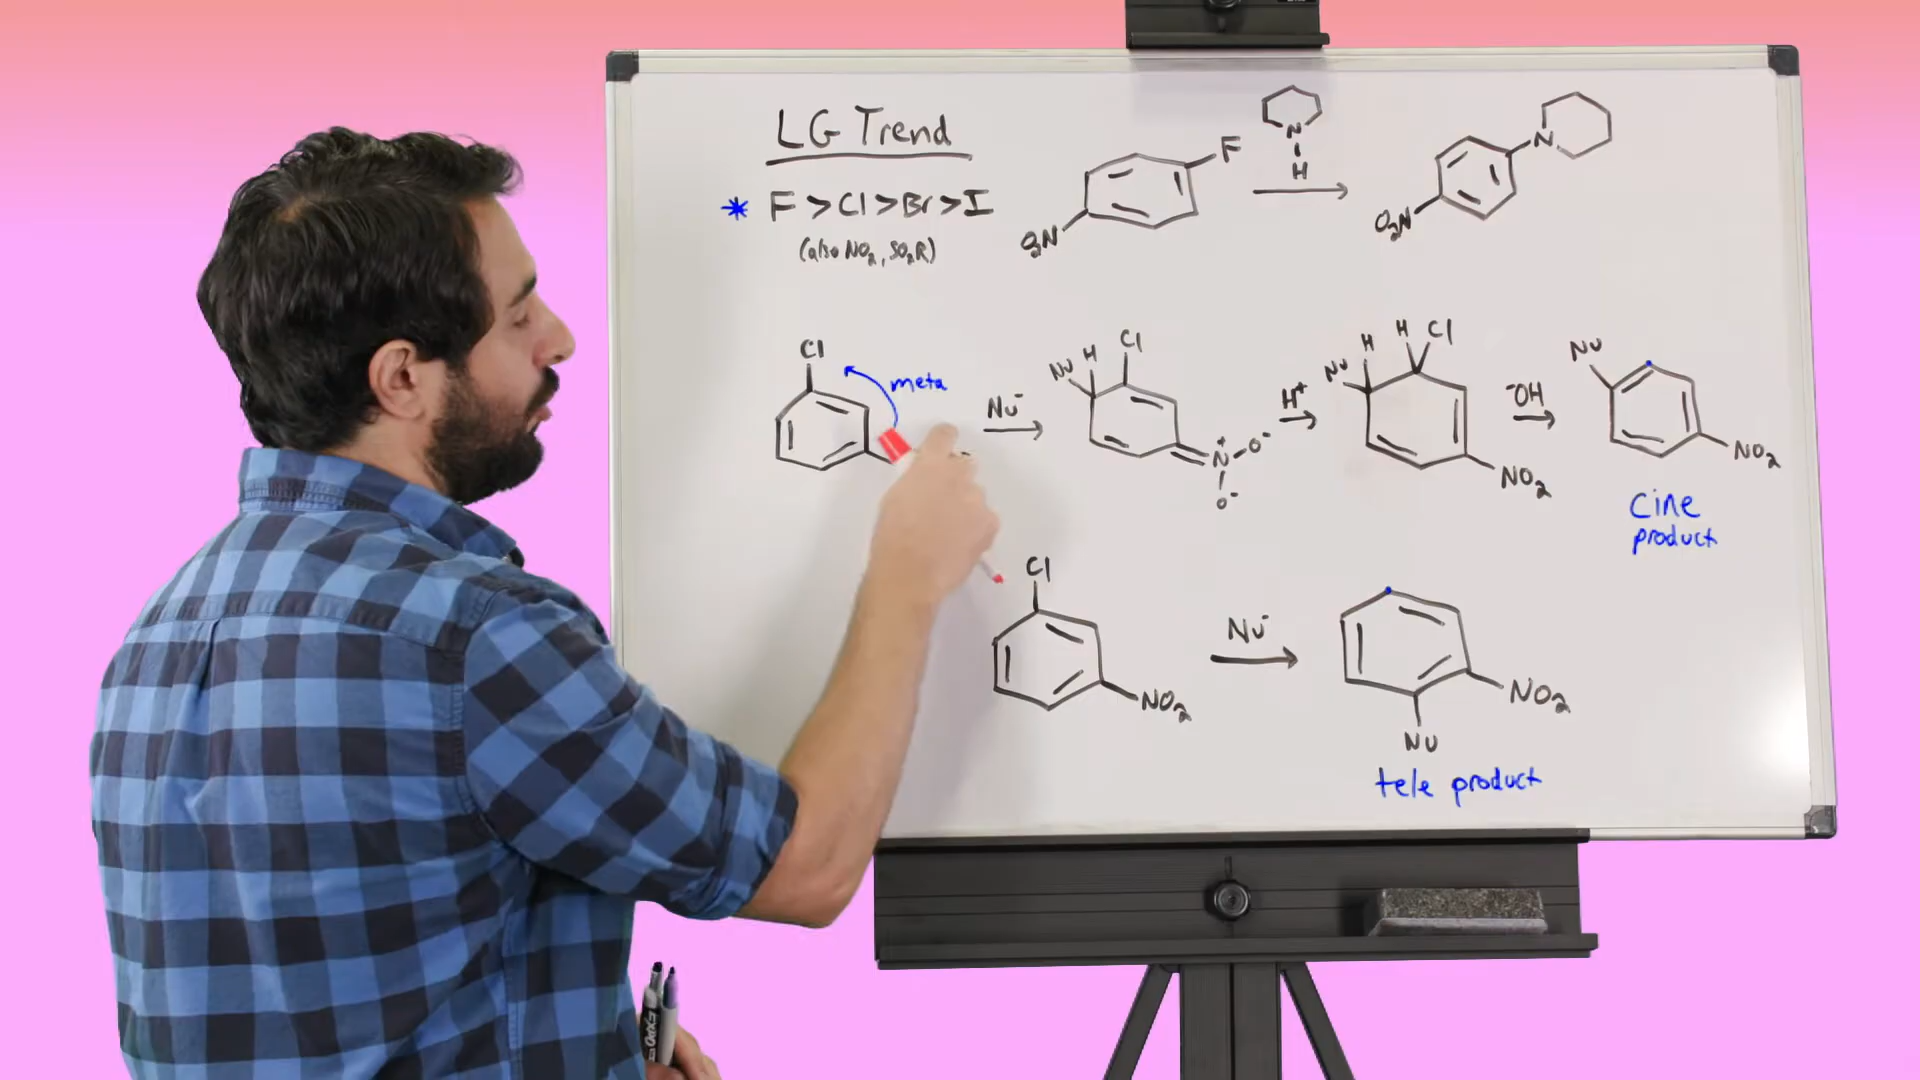 LG Trend
* F > Cl > Br > I
(also NO₂, SO₂R)
F
N
H
O₂N
N
O₂N
Cl
meta
Nu⁻
Nu H Cl
N⁺ O⁻
O⁻
H⁺
Nu H H Cl
NO₂
⁻OH
Nu
NO₂
Cine
product
Cl
NO₂
Nu⁻
NO₂
Nu
tele product
EXPO